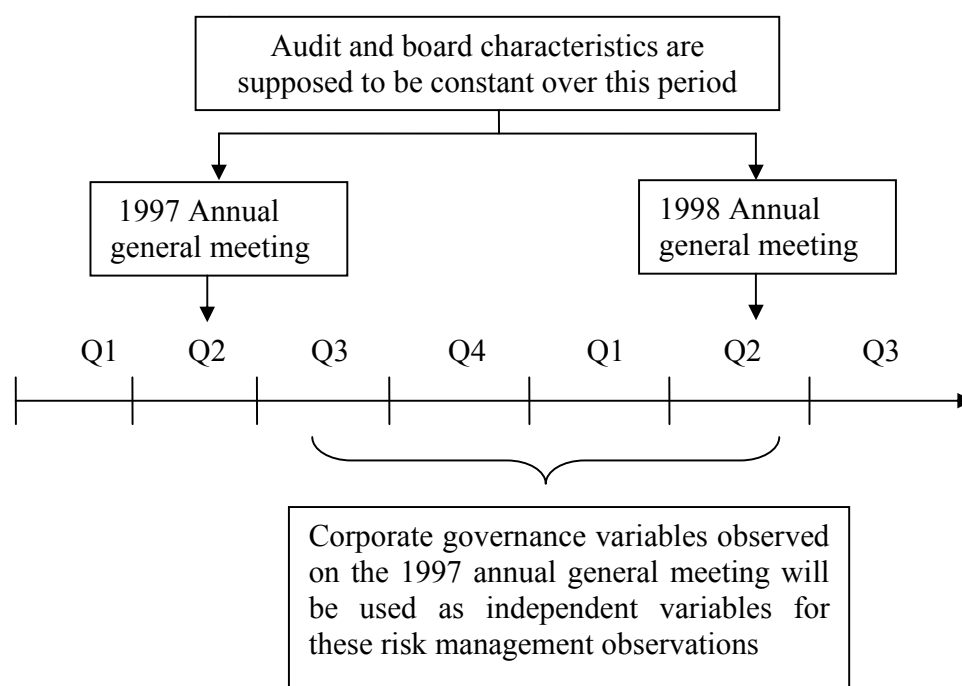 Audit and board characteristics are
supposed to be constant over this period
1997 Annual
general meeting
1998 Annual
general meeting
Q1 Q2 Q3 Q4 Q1 Q2 Q3
Corporate governance variables observed
on the 1997 annual general meeting will
be used as independent variables for
these risk management observations